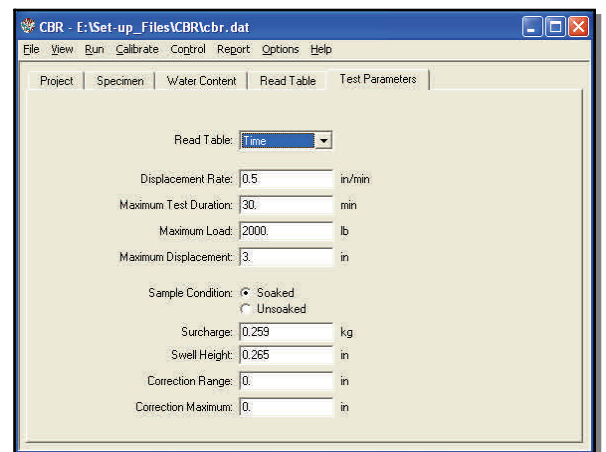 CBR - E:\Set-up_Files\CBR\cbr.dat
File View Run Calibrate Control Report Options Help
Project Specimen Water Content Read Table Test Parameters
Read Table: Time
Displacement Rate: 0.5 in/min
Maximum Test Duration: 30. min
Maximum Load: 2000. lb
Maximum Displacement: 3. in
Sample Condition: Soaked
Unsoaked
Surcharge: 0.259 kg
Swell Height: 0.265 in
Correction Range: 0. in
Correction Maximum: 0. in